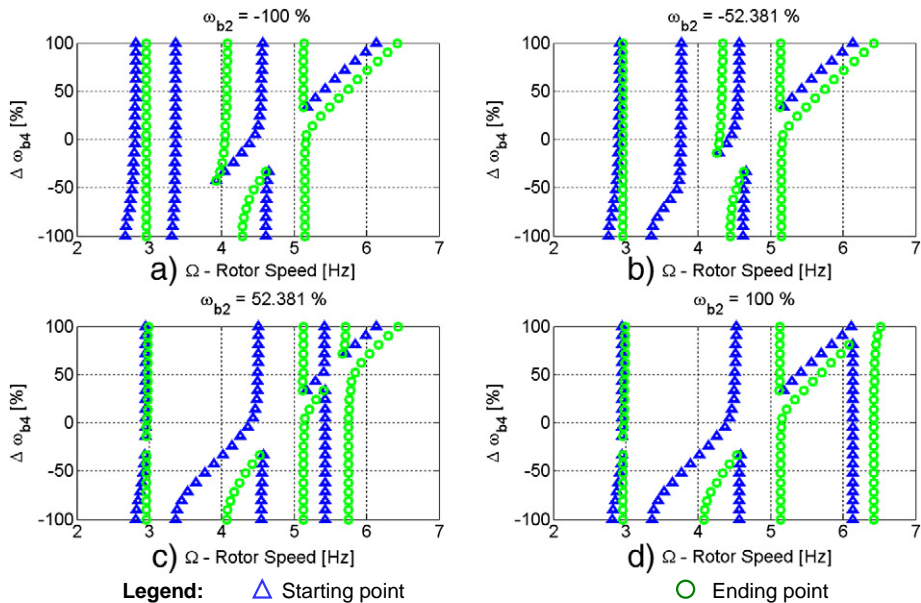 ω_b2 = -100 %
Δ ω_b4 [%]
100
50
0
-50
-100
2 3 4 5 6 7
a) Ω - Rotor Speed [Hz]
ω_b2 = -52.381 %
Δ ω_b4 [%]
100
50
0
-50
-100
2 3 4 5 6 7
b) Ω - Rotor Speed [Hz]
ω_b2 = 52.381 %
Δ ω_b4 [%]
100
50
0
-50
-100
2 3 4 5 6 7
c) Ω - Rotor Speed [Hz]
ω_b2 = 100 %
Δ ω_b4 [%]
100
50
0
-50
-100
2 3 4 5 6 7
d) Ω - Rotor Speed [Hz]
Legend: Starting point Ending point